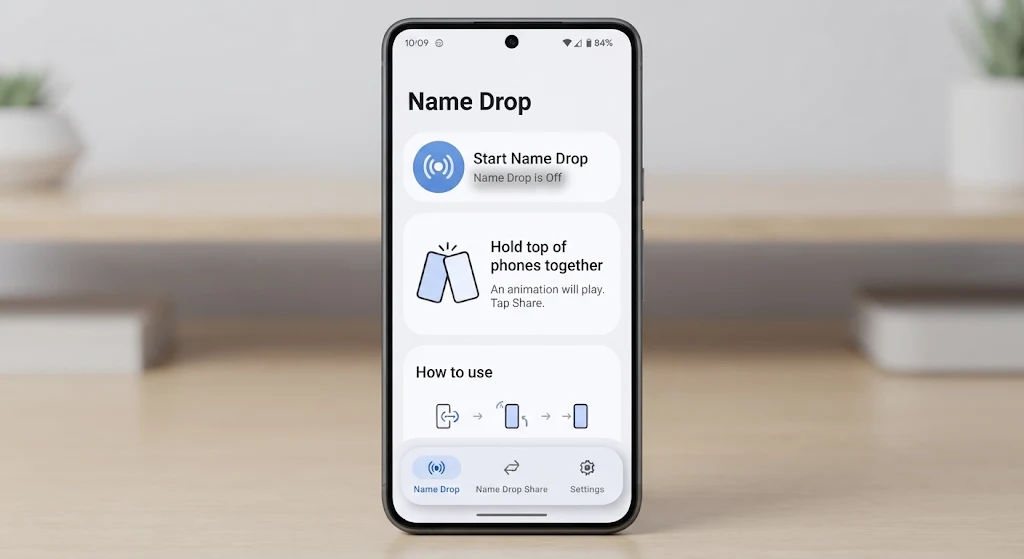 10:09
84%
Name Drop
Start Name Drop
Name Drop is Off
Hold top of
phones together
An animation will play.
Tap Share.
How to use
Name Drop
Name Drop Share
Settings